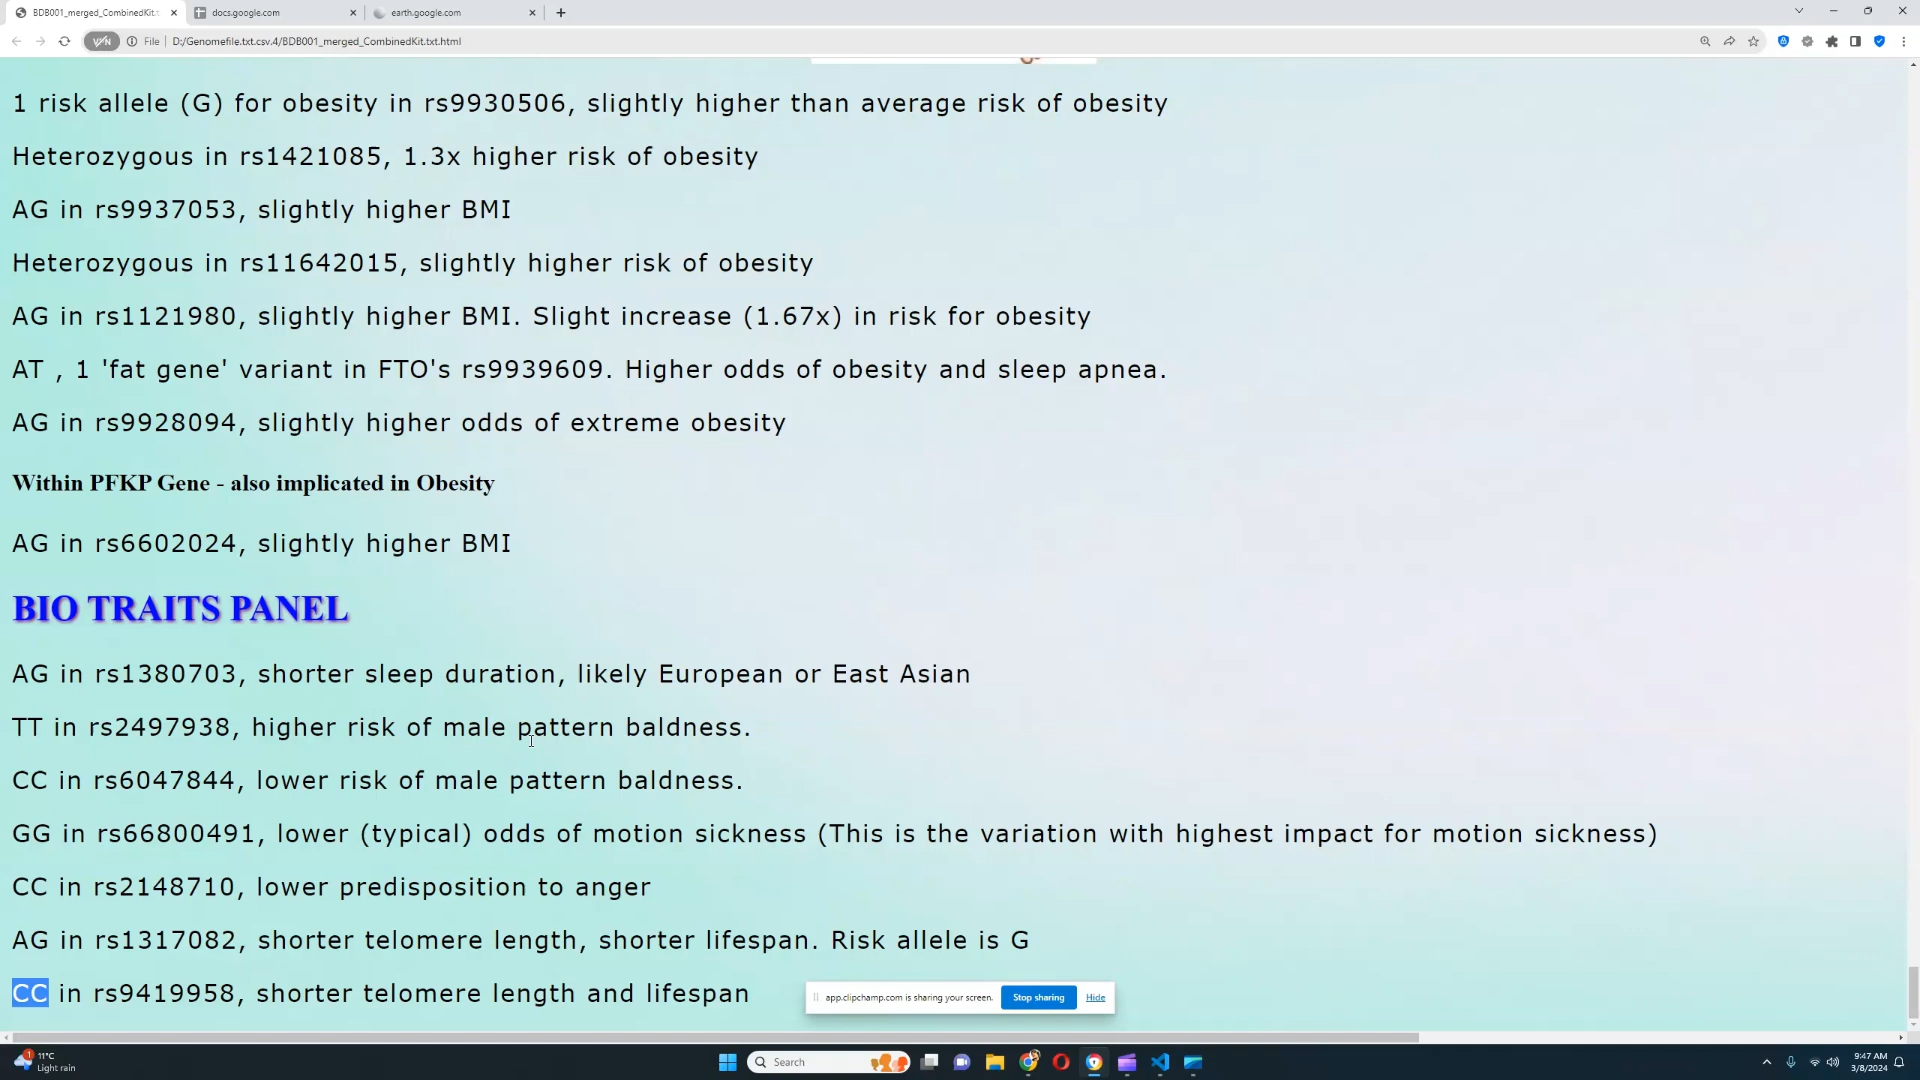 BDB001_merged_CombinedKit.t
docs.google.com
earth.google.com
File
D:/Genomefile.txt.csv.4/BDB001_merged_CombinedKit.txt.html
1 risk allele (G) for obesity in rs9930506, slightly higher than average risk of obesity
Heterozygous in rs1421085, 1.3x higher risk of obesity
AG in rs9937053, slightly higher BMI
Heterozygous in rs11642015, slightly higher risk of obesity
AG in rs1121980, slightly higher BMI. Slight increase (1.67x) in risk for obesity
AT , 1 'fat gene' variant in FTO's rs9939609. Higher odds of obesity and sleep apnea.
AG in rs9928094, slightly higher odds of extreme obesity
Within PFKP Gene - also implicated in Obesity
AG in rs6602024, slightly higher BMI
BIO TRAITS PANEL
AG in rs1380703, shorter sleep duration, likely European or East Asian
TT in rs2497938, higher risk of male pattern baldness.
CC in rs6047844, lower risk of male pattern baldness.
GG in rs66800491, lower (typical) odds of motion sickness (This is the variation with highest impact for motion sickness)
CC in rs2148710, lower predisposition to anger
AG in rs1317082, shorter telomere length, shorter lifespan. Risk allele is G
CC in rs9419958, shorter telomere length and lifespan
app.clipchamp.com is sharing your screen.
Stop sharing
Hide
1
11°C
Light rain
Search
9:47 AM
3/8/2024